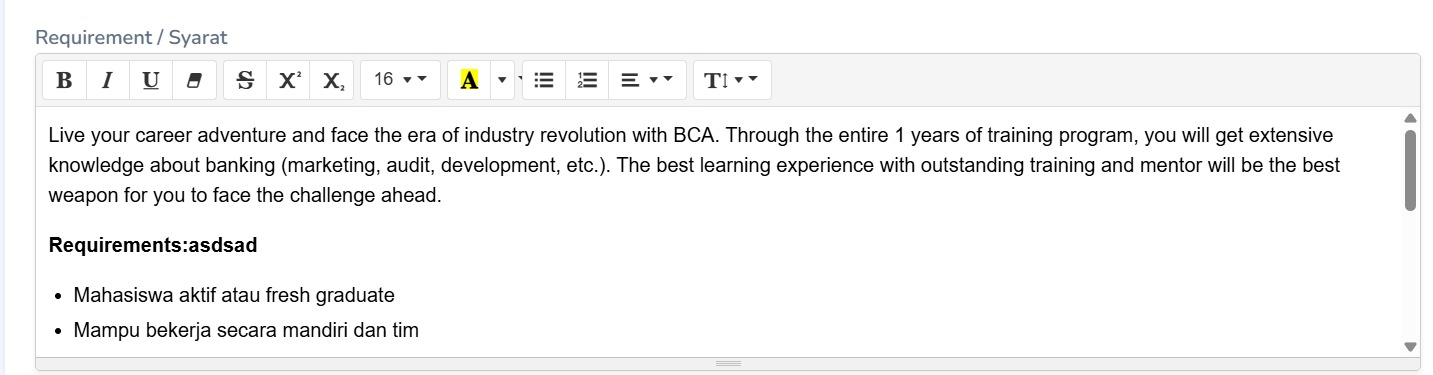 Requirement / Syarat
B I U S X² X₂ 16 A T
Live your career adventure and face the era of industry revolution with BCA. Through the entire 1 years of training program, you will get extensive
knowledge about banking (marketing, audit, development, etc.). The best learning experience with outstanding training and mentor will be the best
weapon for you to face the challenge ahead.
Requirements:asdsad
• Mahasiswa aktif atau fresh graduate
• Mampu bekerja secara mandiri dan tim